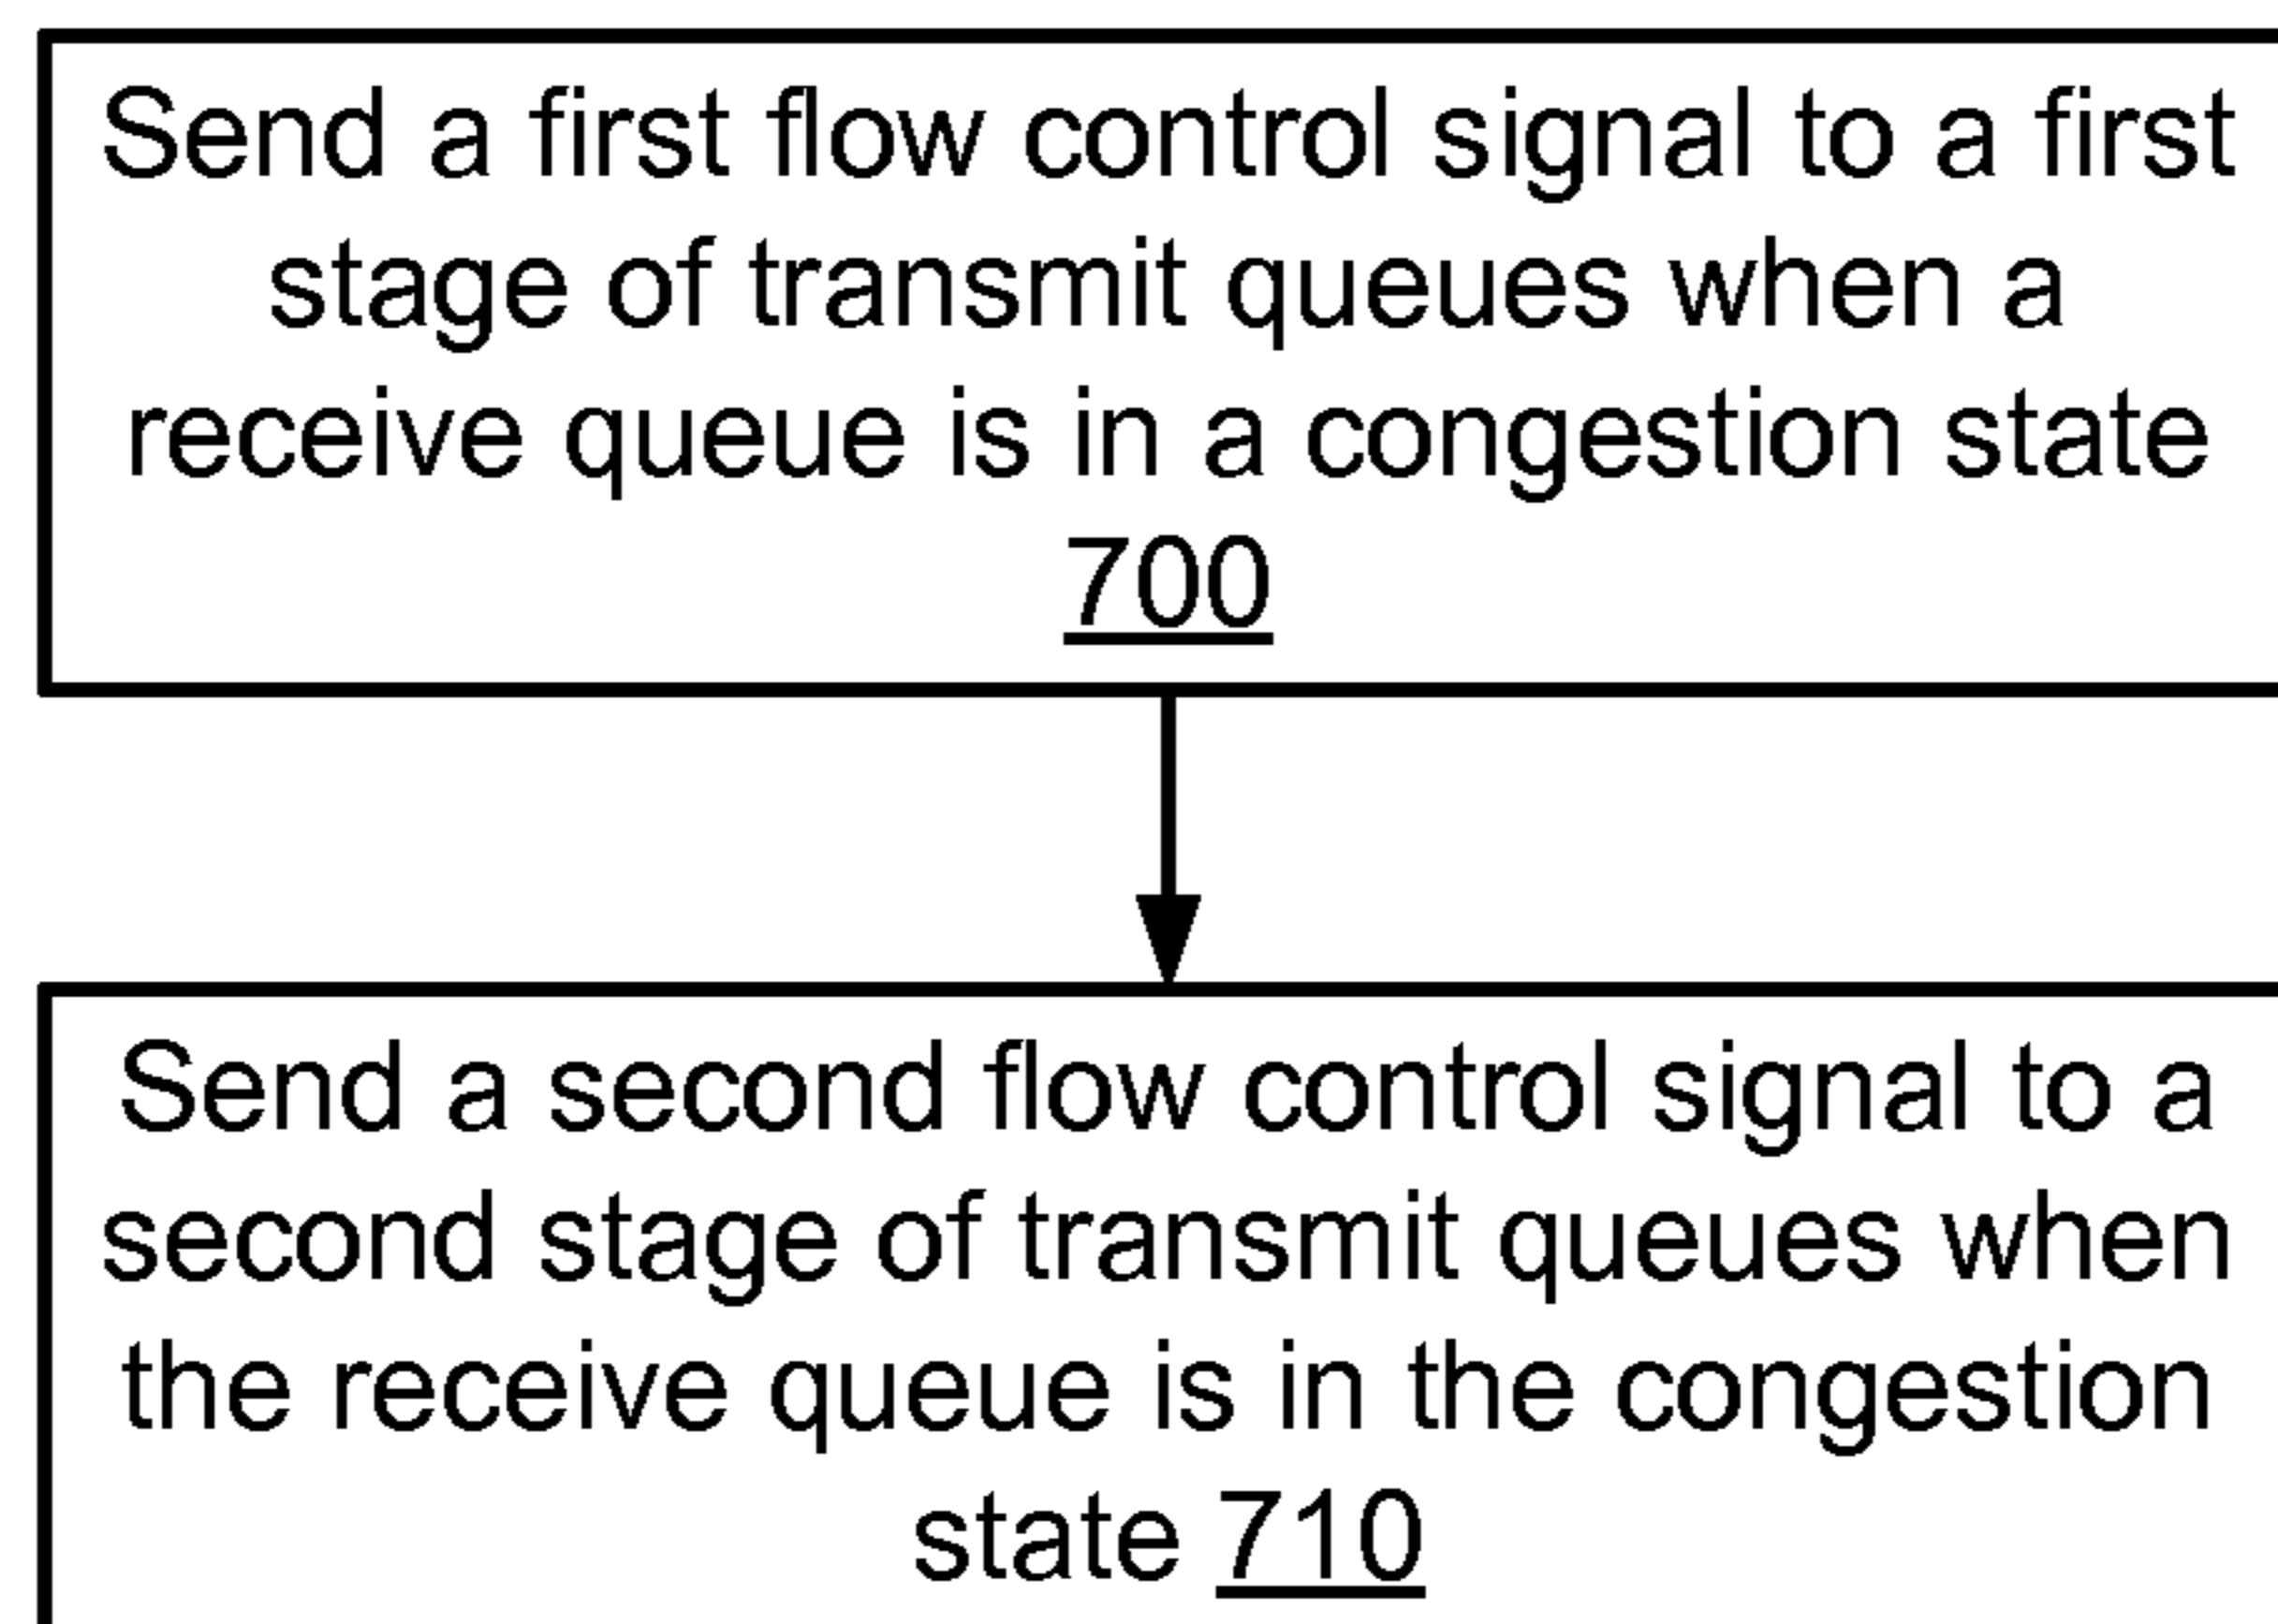 Send a first flow control signal to a first
stage of transmit queues when a
receive queue is in a congestion state
700
Send a second flow control signal to a
second stage of transmit queues when
the receive queue is in the congestion
state 710